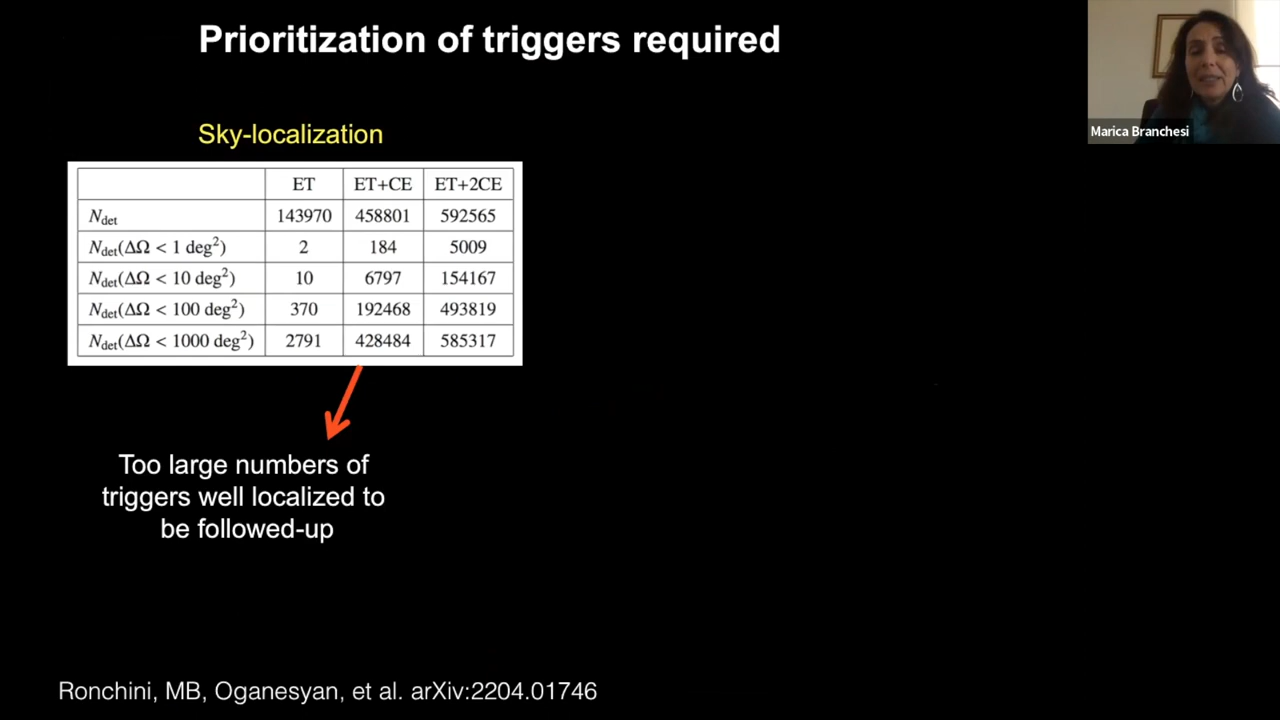 Prioritization of triggers required
Marica Branchesi
Sky-localization
ET ET+CE ET+2CE
Ndet 143970 458801 592565
Ndet(ΔΩ < 1 deg²) 2 184 5009
Ndet(ΔΩ < 10 deg²) 10 6797 154167
Ndet(ΔΩ < 100 deg²) 370 192468 493819
Ndet(ΔΩ < 1000 deg²) 2791 428484 585317
Too large numbers of
triggers well localized to
be followed-up
Ronchini, MB, Oganesyan, et al. arXiv:2204.01746